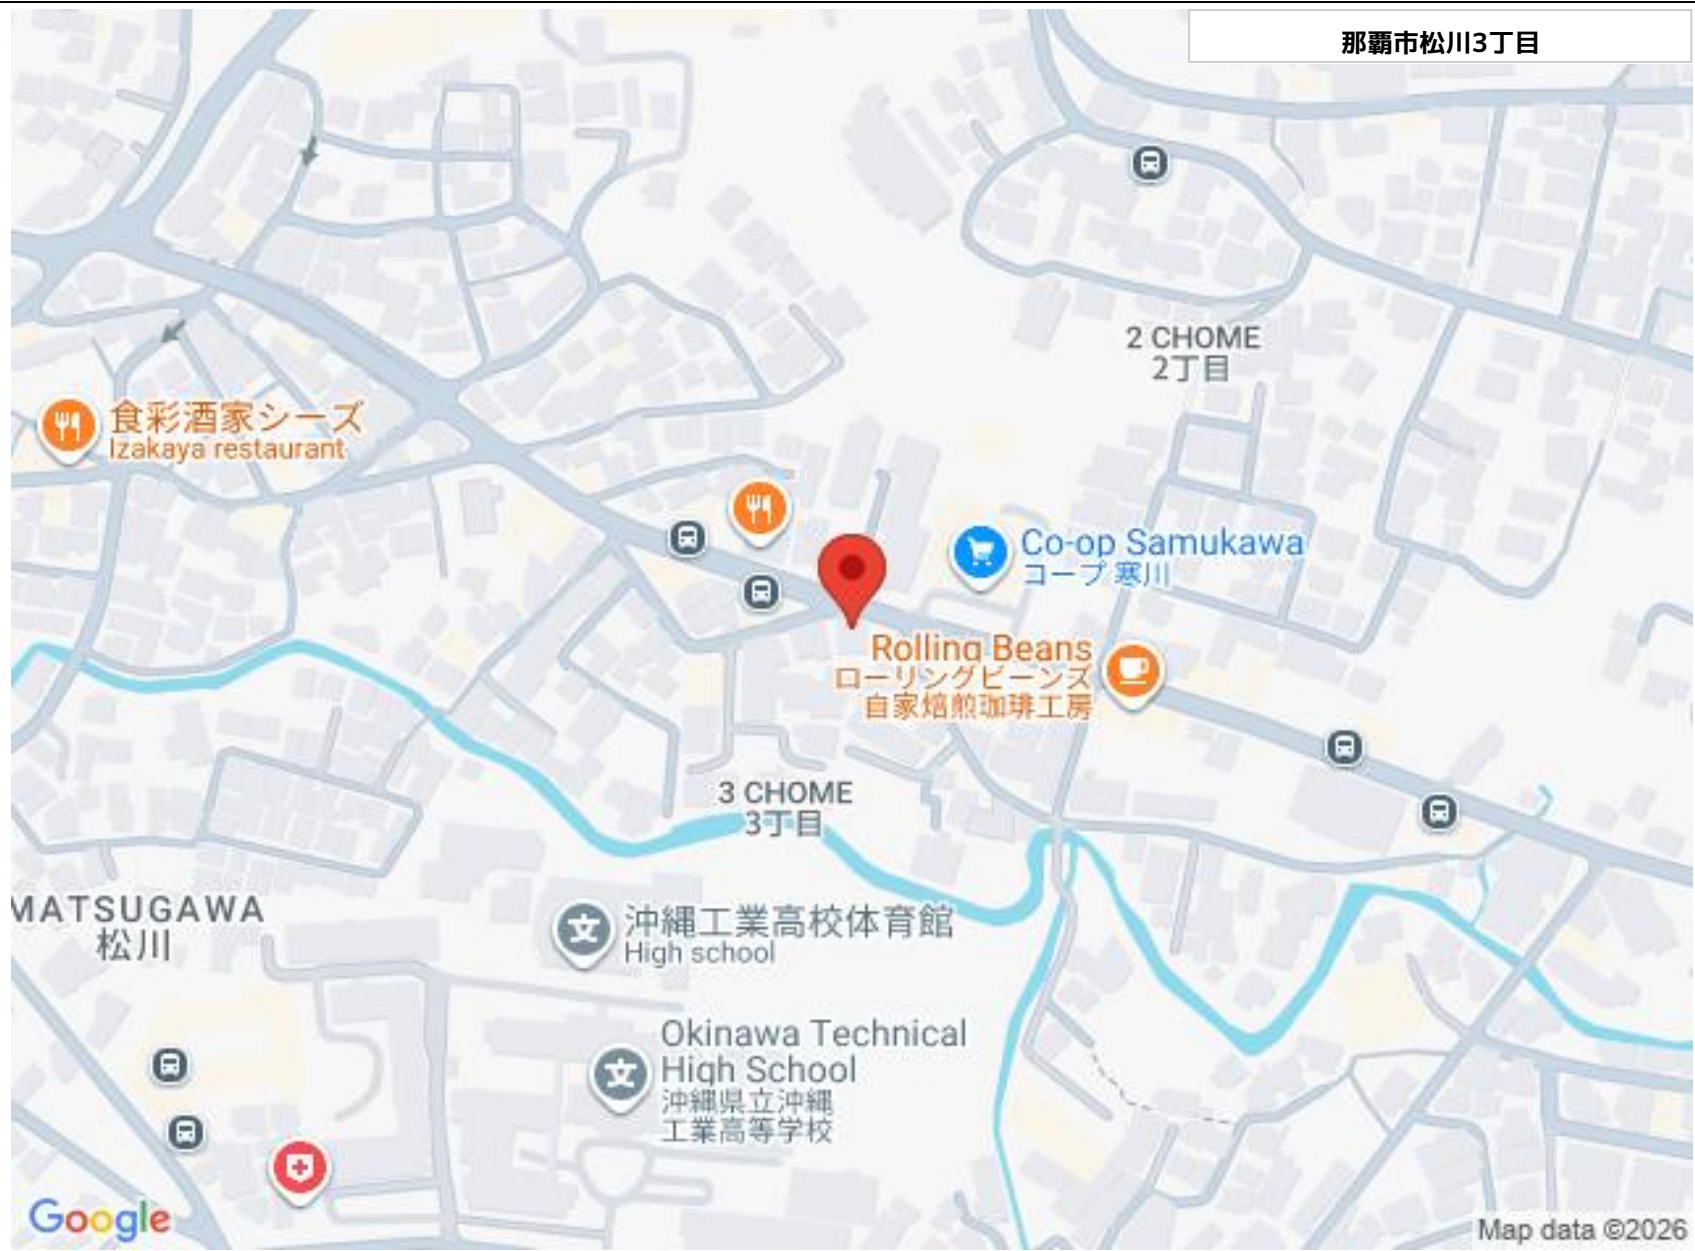 那覇市松川3丁目
2 CHOME
2丁目
食彩酒家シーズ
Izakaya restaurant
Co-op Samukawa
コープ寒川
Rolling Beans
ローリングビーンズ
自家焙煎珈琲工房
3 CHOME
3丁目
MATSUGAWA
松川
沖縄工業高校体育館
High school
Okinawa Technical
High School
沖縄県立沖縄
工業高等学校
Google
Map data ©2026